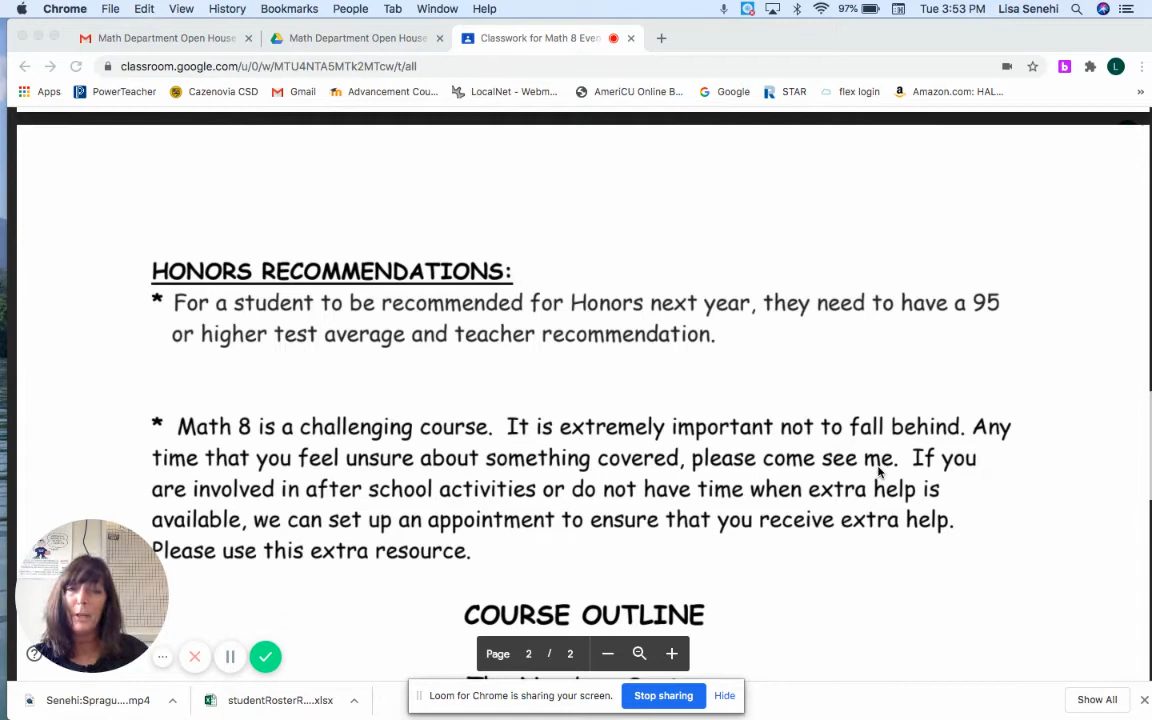 Chrome File Edit View History Bookmarks People Tab Window Help 97% Tue 3:53 PM Lisa Senehi
Math Department Open House Math Department Open House Classwork for Math 8 Even
classroom.google.com/u/0/w/MTU4NTA5MTk2MTcw/t/all L
Apps PowerTeacher Cazenovia CSD Gmail Advancement Cou... LocalNet - Webm... AmeriCU Online B... Google STAR flex login Amazon.com: HAL... »
HONORS RECOMMENDATIONS:
* For a student to be recommended for Honors next year, they need to have a 95
or higher test average and teacher recommendation.
* Math 8 is a challenging course. It is extremely important not to fall behind. Any
time that you feel unsure about something covered, please come see me. If you
are involved in after school activities or do not have time when extra help is
available, we can set up an appointment to ensure that you receive extra help.
Please use this extra resource.
COURSE OUTLINE
Page 2 / 2
Loom for Chrome is sharing your screen. Stop sharing Hide
Senehi:Spragu....mp4 studentRosterR....xlsx Show All